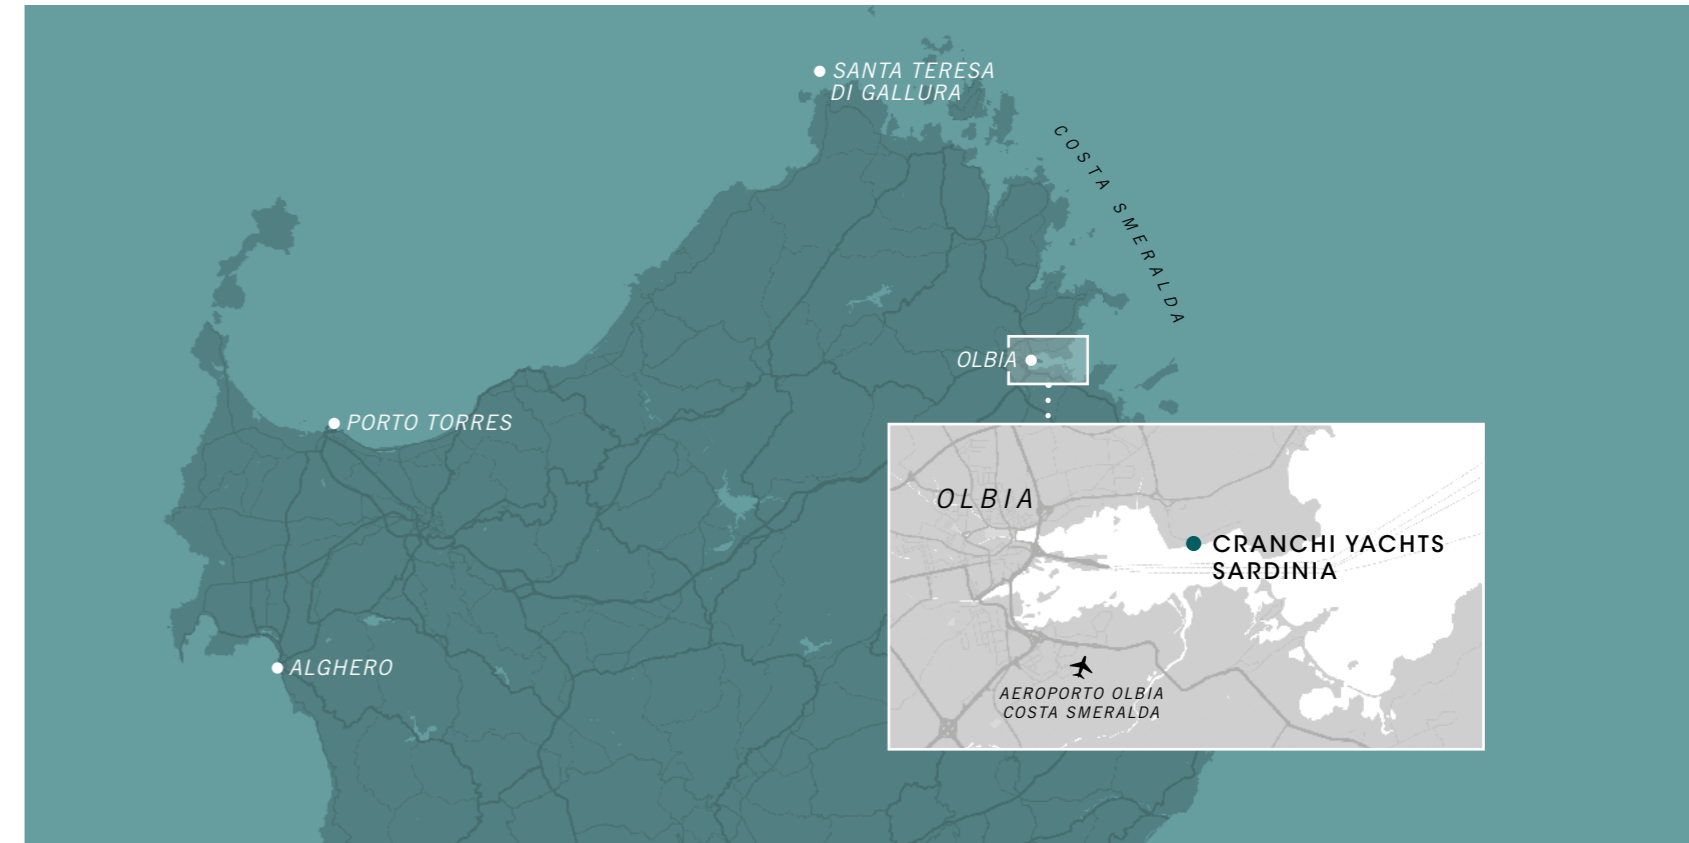 SANTA TERESA
DI GALLURA
COSTA SMERALDA
OLBIA
PORTO TORRES
OLBIA
CRANCHI YACHTS
SARDINIA
ALGHERO
AEROPORTO OLBIA
COSTA SMERALDA